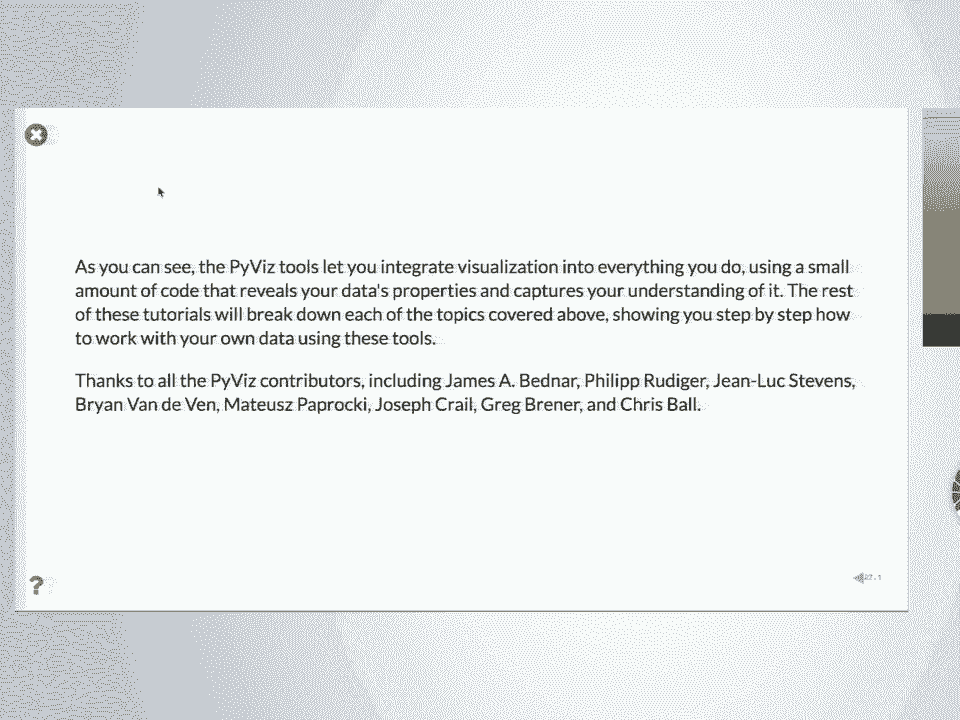 As you can see, the PyViz tools let you integrate visualization into everything you do, using a small
amount of code that reveals your data's properties and captures your understanding of it. The rest
of these tutorials will break down each of the topics covered above, showing you step by step how
to work with your own data using these tools.
Thanks to all the PyViz contributors, including James A. Bednar, Philipp Rudiger, Jean-Luc Stevens,
Bryan Van de Ven, Mateusz Paprocki, Joseph Crail, Greg Brener, and Chris Ball.
?
27.1